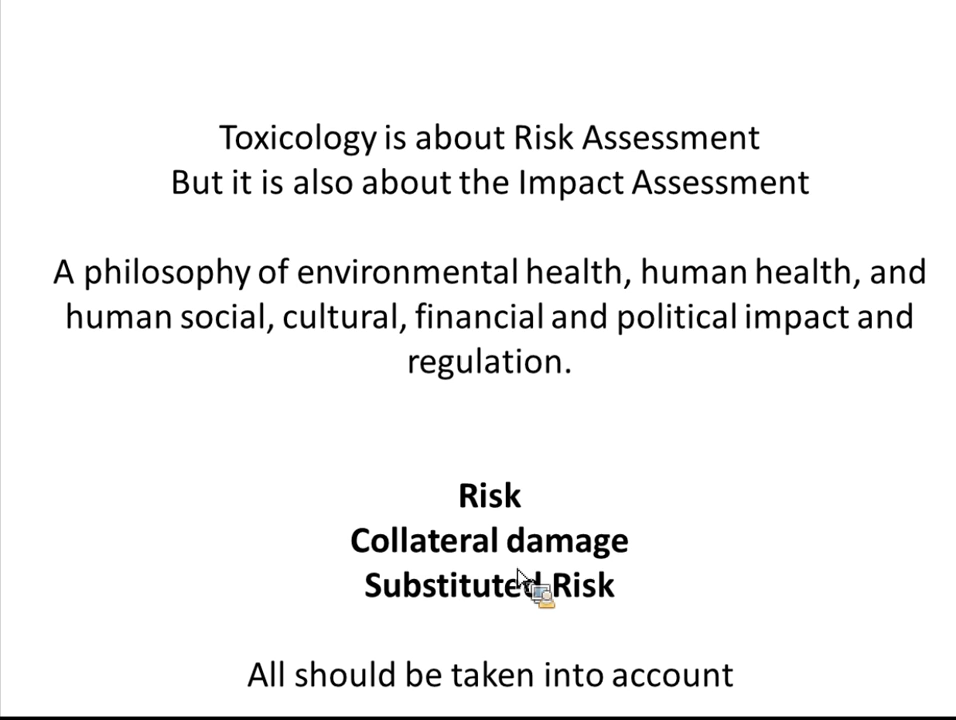 Toxicology is about Risk Assessment
But it is also about the Impact Assessment
A philosophy of environmental health, human health, and
human social, cultural, financial and political impact and
regulation.
Risk
Collateral damage
Substituted Risk
All should be taken into account